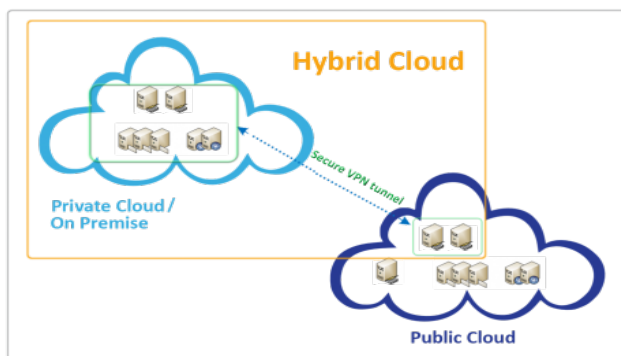 Hybrid Cloud
Secure VPN tunnel
Private Cloud /
On Premise
Public Cloud